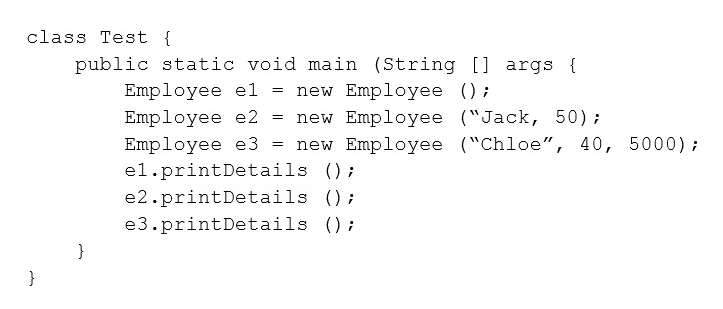 class Test {
public static void main (String [] args {
Employee e1 = new Employee ();
Employee e2 = new Employee (“Jack, 50);
Employee e3 = new Employee (“Chloe”, 40, 5000);
e1.printDetails ();
e2.printDetails ();
e3.printDetails ();
}
}